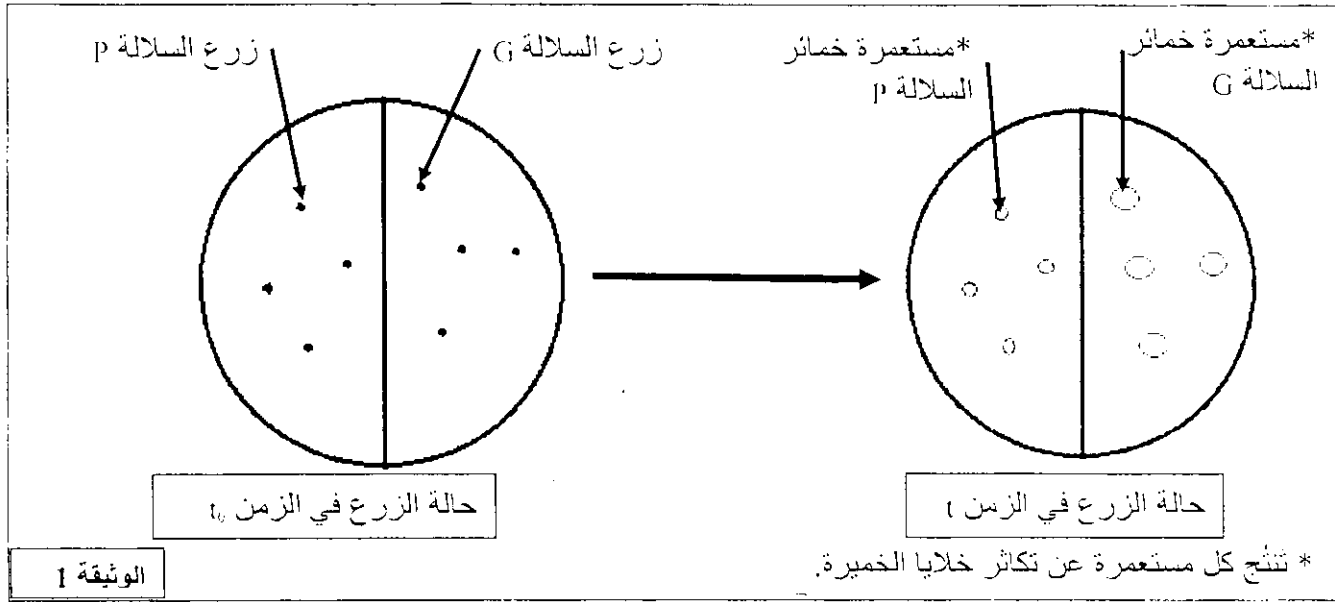 زرع السلالة P
زرع السلالة G
*مستعمرة خمائر
السلالة P
*مستعمرة خمائر
السلالة G
حالة الزرع في الزمن t₀
حالة الزرع في الزمن t
* تنتج كل مستعمرة عن تكاثر خلايا الخميرة.
الوثيقة 1